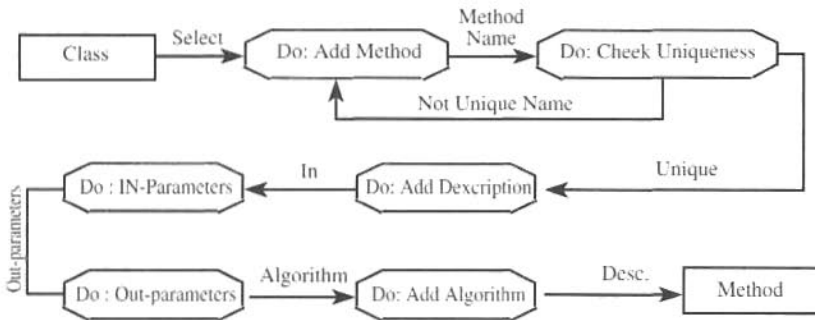 Class
Select
Do: Add Method
Method
Name
Do: Cheek Uniqueness
Not Unique Name
Unique
Do: Add Dexcription
In
Do : IN-Parameters
Out-parameters
Do : Out-parameters
Algorithm
Do: Add Algorithm
Desc.
Method